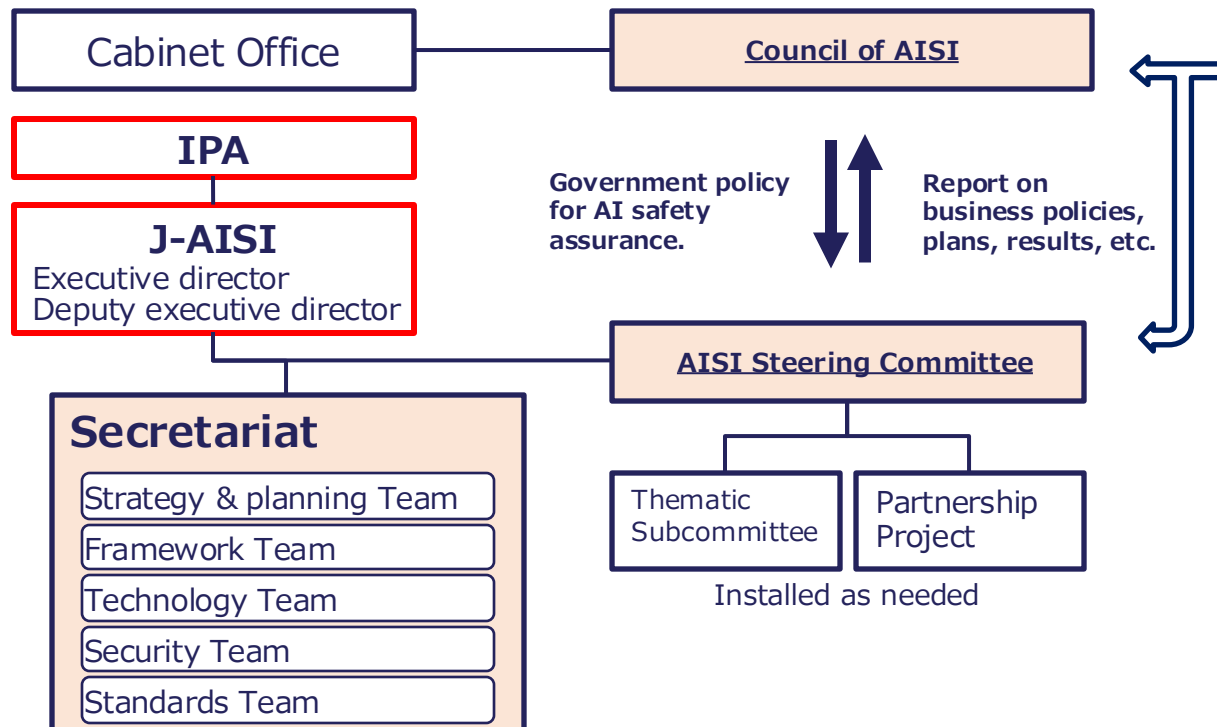 Cabinet Office
Council of AISI
IPA
J-AISI
Executive director
Deputy executive director
Government policy
for AI safety
assurance.
Report on
business policies,
plans, results, etc.
AISI Steering Committee
Secretariat
Strategy & planning Team
Framework Team
Technology Team
Security Team
Standards Team
Thematic
Subcommittee
Partnership
Project
Installed as needed